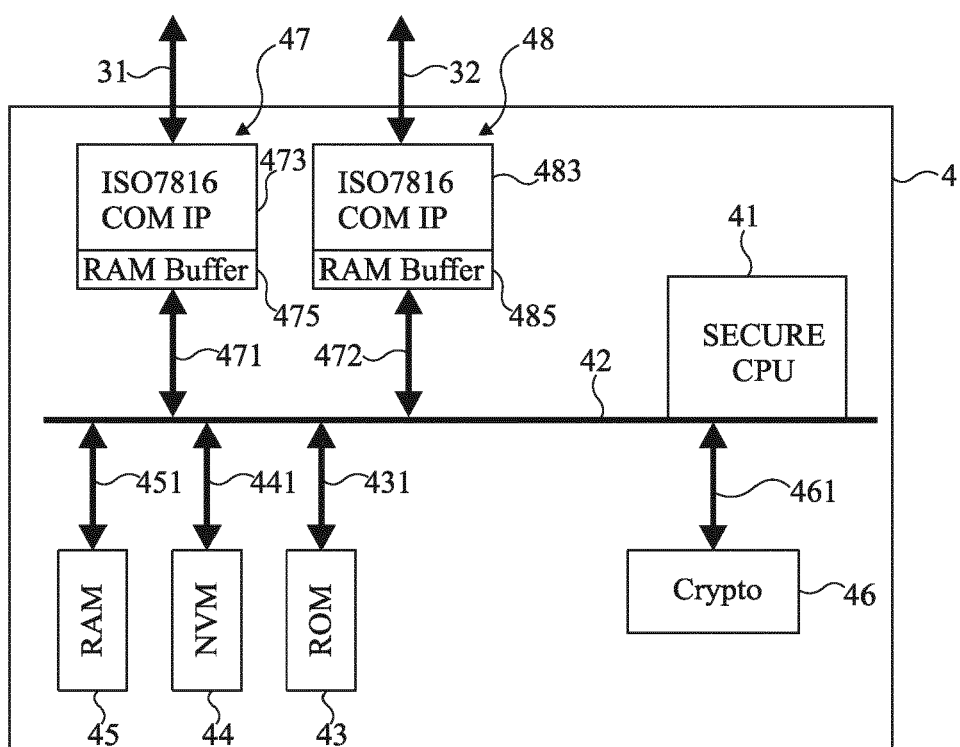 47
48
31
32
ISO7816
COM IP
473
ISO7816
COM IP
483
4
RAM Buffer
RAM Buffer
41
475
485
SECURE
CPU
471
472
42
451
441
431
461
RAM
NVM
ROM
Crypto
46
45
44
43